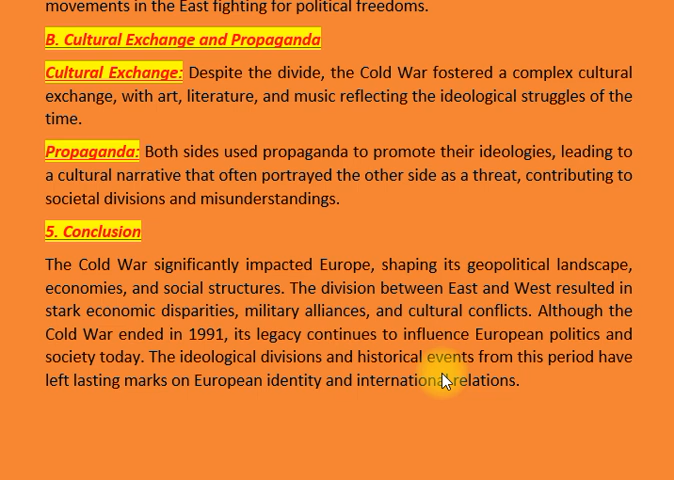 movements in the East fighting for political freedoms.
B. Cultural Exchange and Propaganda
Cultural Exchange: Despite the divide, the Cold War fostered a complex cultural
exchange, with art, literature, and music reflecting the ideological struggles of the
time.
Propaganda: Both sides used propaganda to promote their ideologies, leading to
a cultural narrative that often portrayed the other side as a threat, contributing to
societal divisions and misunderstandings.
5. Conclusion
The Cold War significantly impacted Europe, shaping its geopolitical landscape,
economies, and social structures. The division between East and West resulted in
stark economic disparities, military alliances, and cultural conflicts. Although the
Cold War ended in 1991, its legacy continues to influence European politics and
society today. The ideological divisions and historical events from this period have
left lasting marks on European identity and international relations.